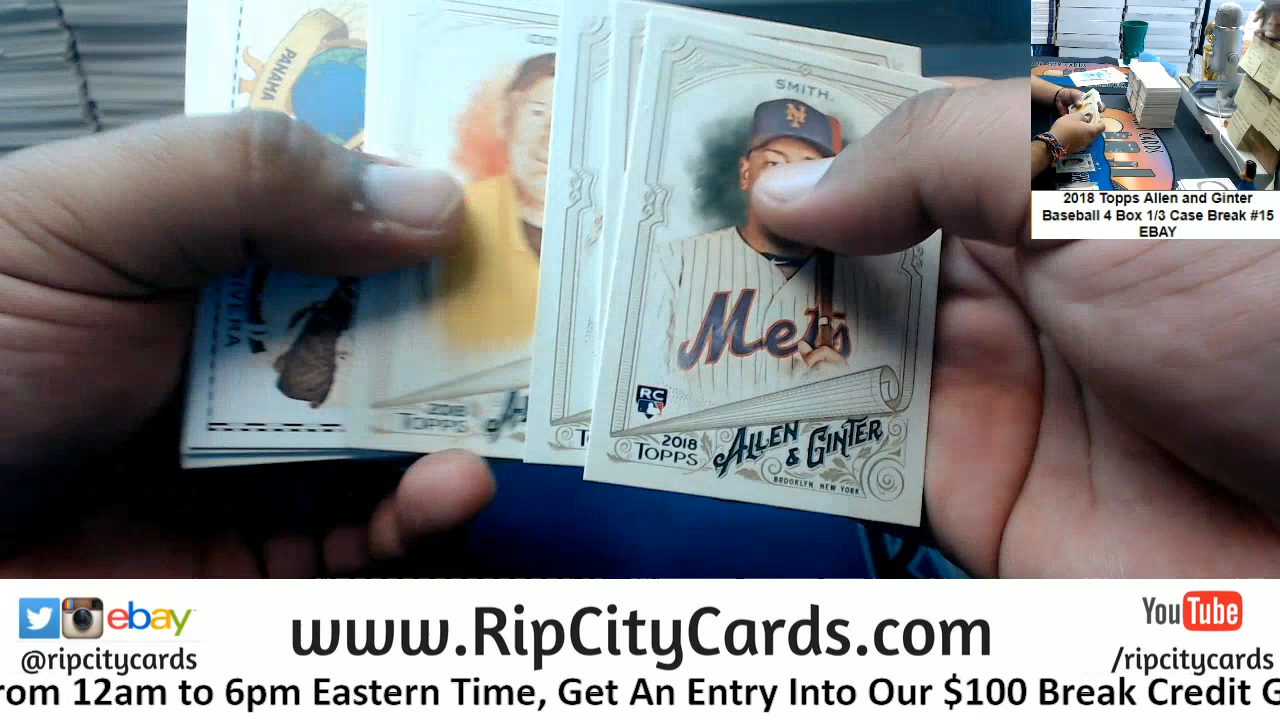 PANAMA
SMITH
NY
Mets
RC
2018
TOPPS
ALLEN
& GINTER
BROOKLYN, NEW YORK
2018
TOPPS
RIVERA
2018 Topps Allen and Ginter
Baseball 4 Box 1/3 Case Break #15
EBAY
ebay
@ripcitycards
www.RipCityCards.com
YouTube
/ripcitycards
rom 12am to 6pm Eastern Time, Get An Entry Into Our $100 Break Credit G